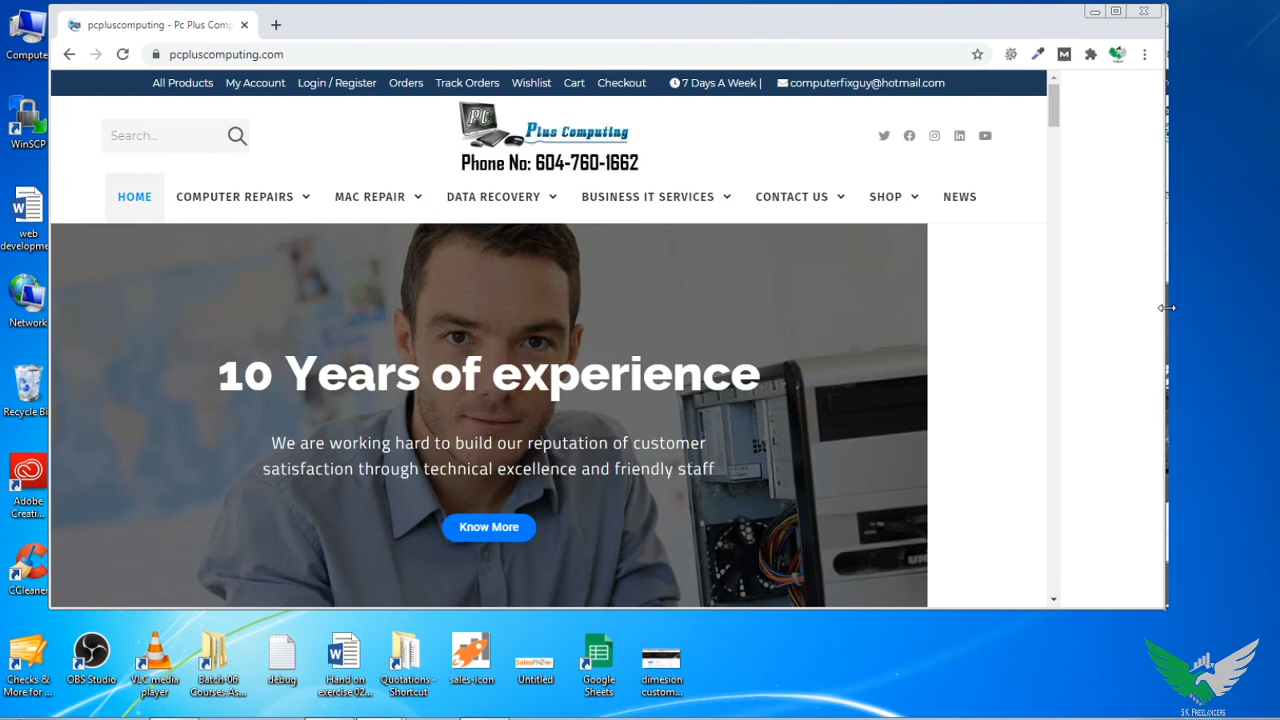 pcpluscomputing - Pc Plus Comp
pcpluscomputing.com
All Products My Account Login / Register Orders Track Orders Wishlist Cart Checkout 7 Days A Week | computerfixguy@hotmail.com
Search...
PC Plus Computing
Phone No: 604-760-1662
HOME COMPUTER REPAIRS MAC REPAIR DATA RECOVERY BUSINESS IT SERVICES CONTACT US SHOP NEWS
10 Years of experience
We are working hard to build our reputation of customer
satisfaction through technical excellence and friendly staff
Know More
Compute
WinSCP
web
developme...
Network
Recycle Bi
Adobe
Creati...
CCleaner
Checks &
More for ...
OBS Studio
VLC media
player
Batch-06
Courses As...
debug
Hand on
exercise 02...
Quotations -
Shortcut
sales-icon
SalesFlow
Untitled
Google
Sheets
dimesion
custom...
SK FREELANCERS